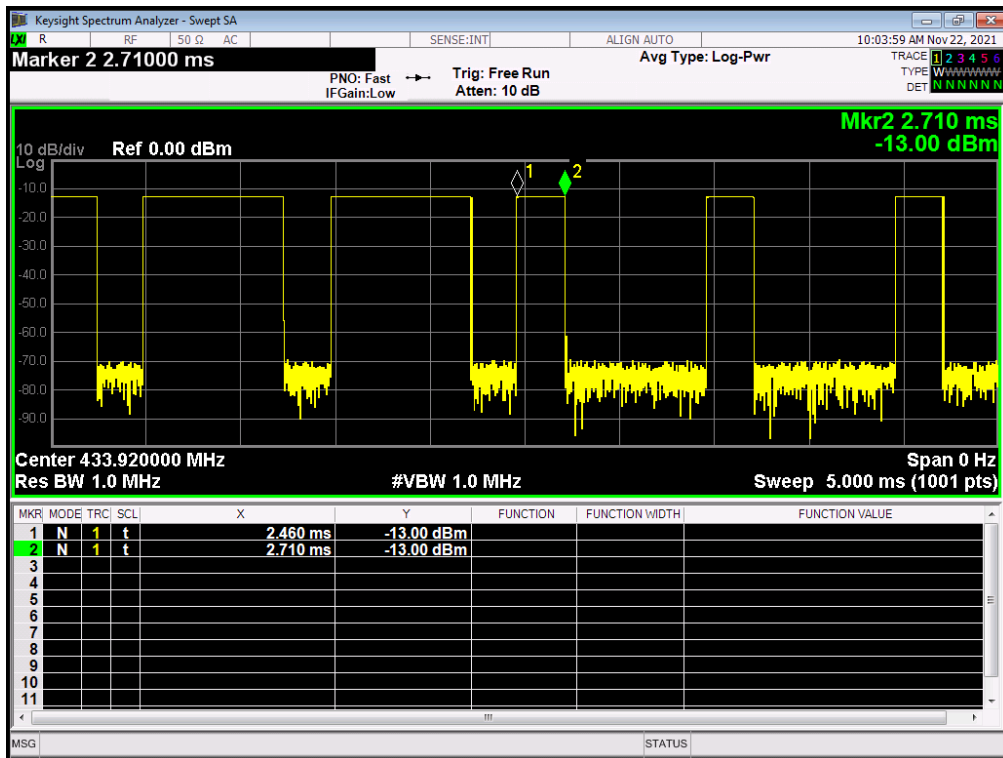 Keysight Spectrum Analyzer - Swept SA
LXI R RF 50 Ω AC SENSE:INT ALIGN AUTO 10:03:59 AM Nov 22, 2021
Marker 2 2.71000 ms
PNO: Fast
IFGain:Low
Trig: Free Run
Atten: 10 dB
Avg Type: Log-Pwr
TRACE 1 2 3 4 5 6
TYPE WWWWWW
DET N N N N N N
Mkr2 2.710 ms
-13.00 dBm
10 dB/div Ref 0.00 dBm
Log
1
2
-10.0
-20.0
-30.0
-40.0
-50.0
-60.0
-70.0
-80.0
-90.0
Center 433.920000 MHz Span 0 Hz
Res BW 1.0 MHz #VBW 1.0 MHz Sweep 5.000 ms (1001 pts)
MKR MODE TRC SCL X Y FUNCTION FUNCTION WIDTH FUNCTION VALUE
1 N 1 t 2.460 ms -13.00 dBm
2 N 1 t 2.710 ms -13.00 dBm
3
4
5
6
7
8
9
10
11
MSG STATUS